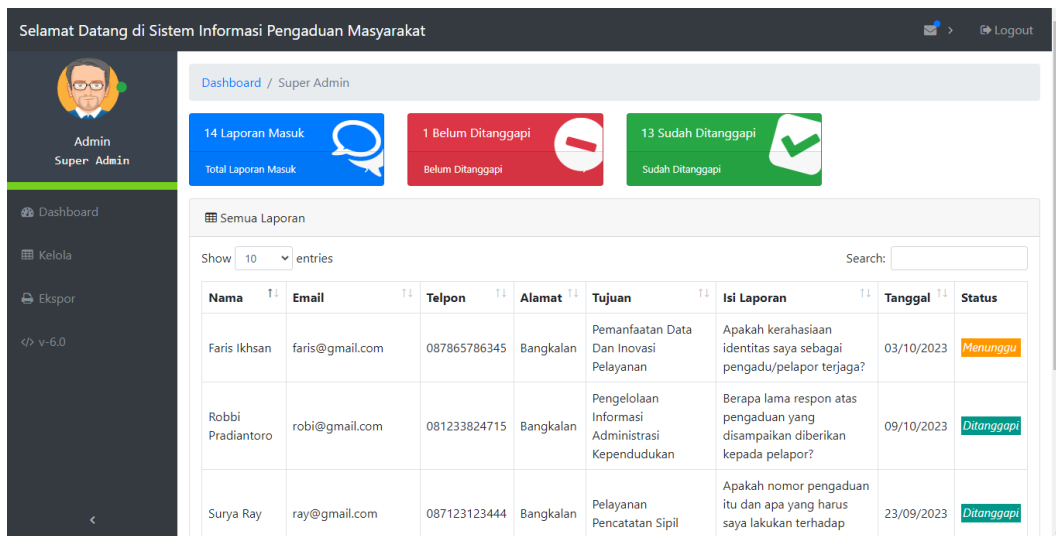 Selamat Datang di Sistem Informasi Pengaduan Masyarakat
Logout
Admin
Super Admin
Dashboard
Kelola
Ekspor
</> v-6.0
Dashboard / Super Admin
14 Laporan Masuk
Total Laporan Masuk
1 Belum Ditanggapi
Belum Ditanggapi
13 Sudah Ditanggapi
Sudah Ditanggapi
Semua Laporan
Show 10 entries
Search:
Nama Email Telpon Alamat Tujuan Isi Laporan Tanggal Status
Faris Ikhsan
faris@gmail.com
087865786345
Bangkalan
Pemanfaatan Data
Dan Inovasi
Pelayanan
Apakah kerahasiaan
identitas saya sebagai
pengadu/pelapor terjaga?
03/10/2023
Menunggu
Robbi
Pradiantoro
robi@gmail.com
081233824715
Bangkalan
Pengelolaan
Informasi
Administrasi
Kependudukan
Berapa lama respon atas
pengaduan yang
disampaikan diberikan
kepada pelapor?
09/10/2023
Ditanggapi
Surya Ray
ray@gmail.com
087123123444
Bangkalan
Pelayanan
Pencatatan Sipil
Apakah nomor pengaduan
itu dan apa yang harus
saya lakukan terhadap
23/09/2023
Ditanggapi